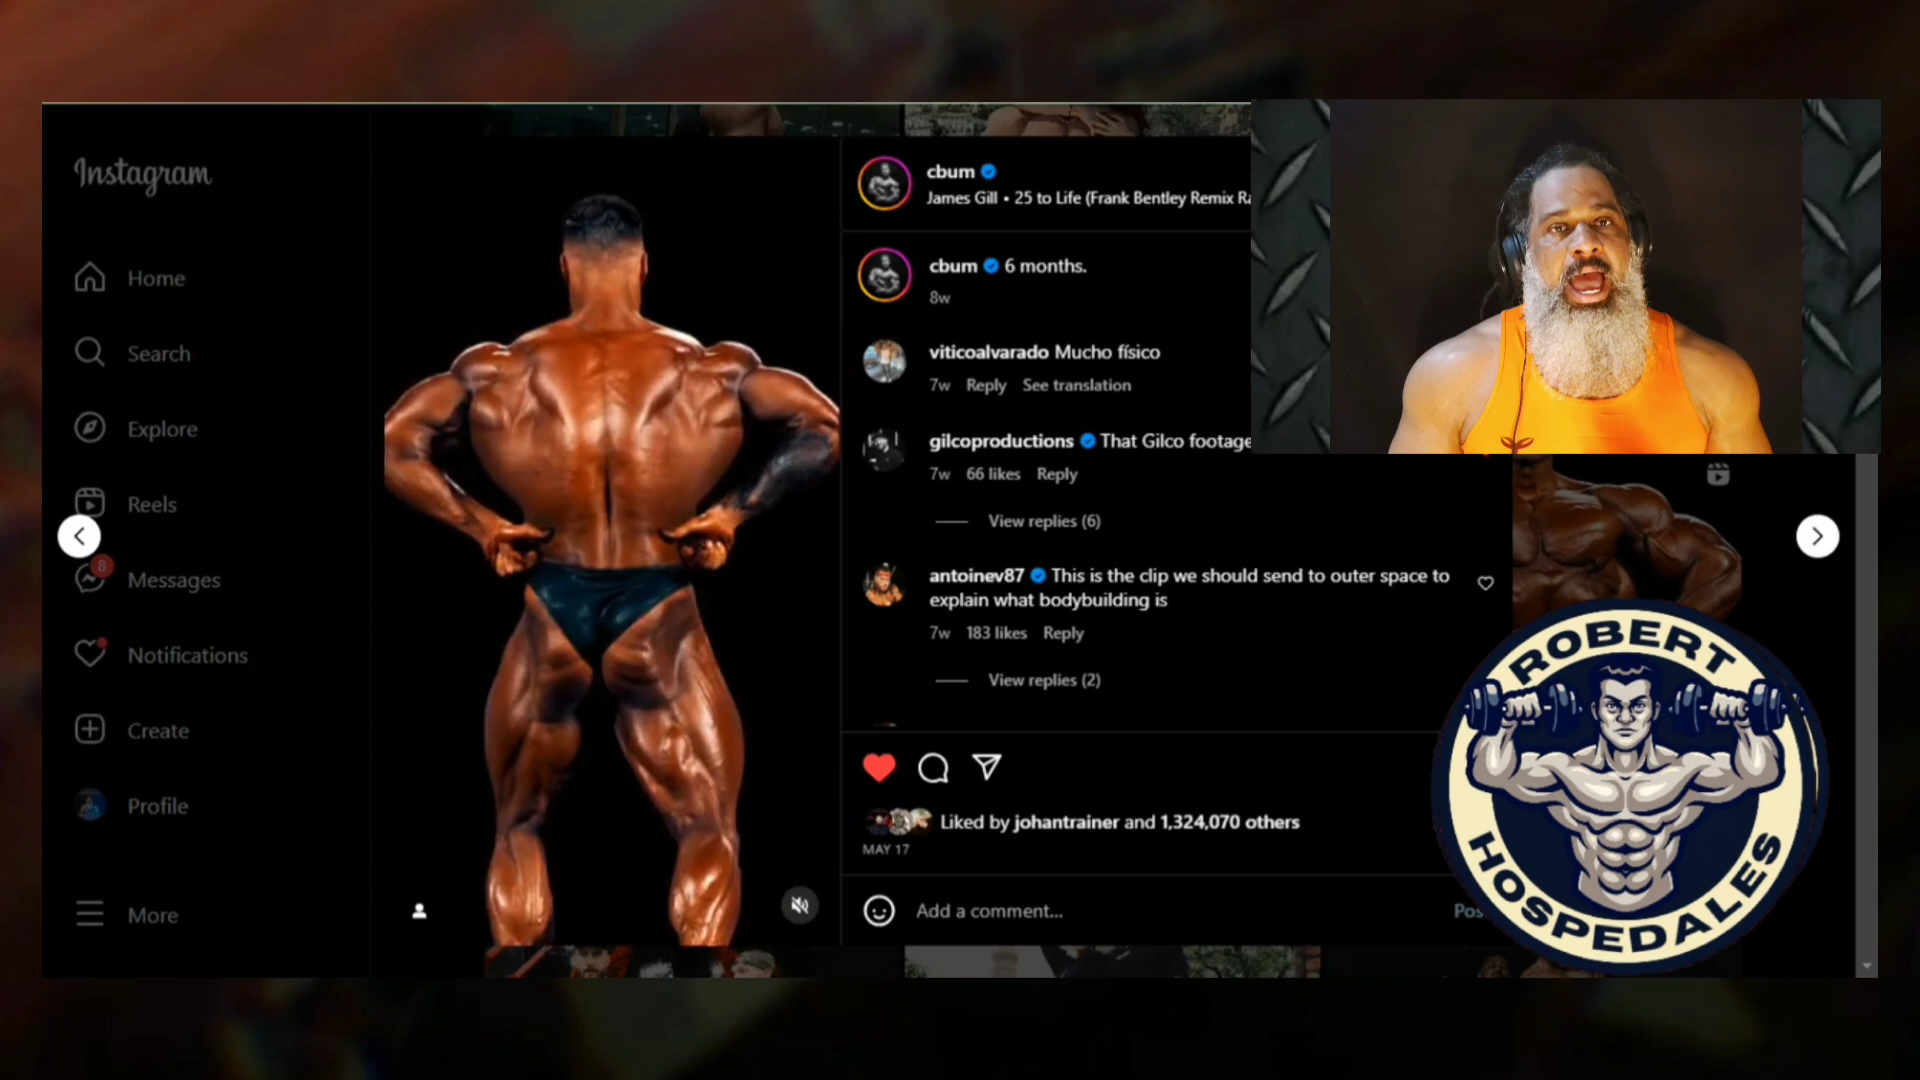 Instagram
Home
Search
Explore
Reels
8
Messages
Notifications
Create
Profile
More
cbum
James Gill • 25 to Life (Frank Bentley Remix
cbum 6 months.
8w
viticoalvarado Mucho físico
7w Reply See translation
gilcoproductions That Gilco footage
7w 66 likes Reply
View replies (6)
antoinev87 This is the clip we should send to outer space to
explain what bodybuilding is
7w 183 likes Reply
View replies (2)
Liked by johantrainer and 1,324,070 others
MAY 17
Add a comment...
ROBERT
HOSPEDALES